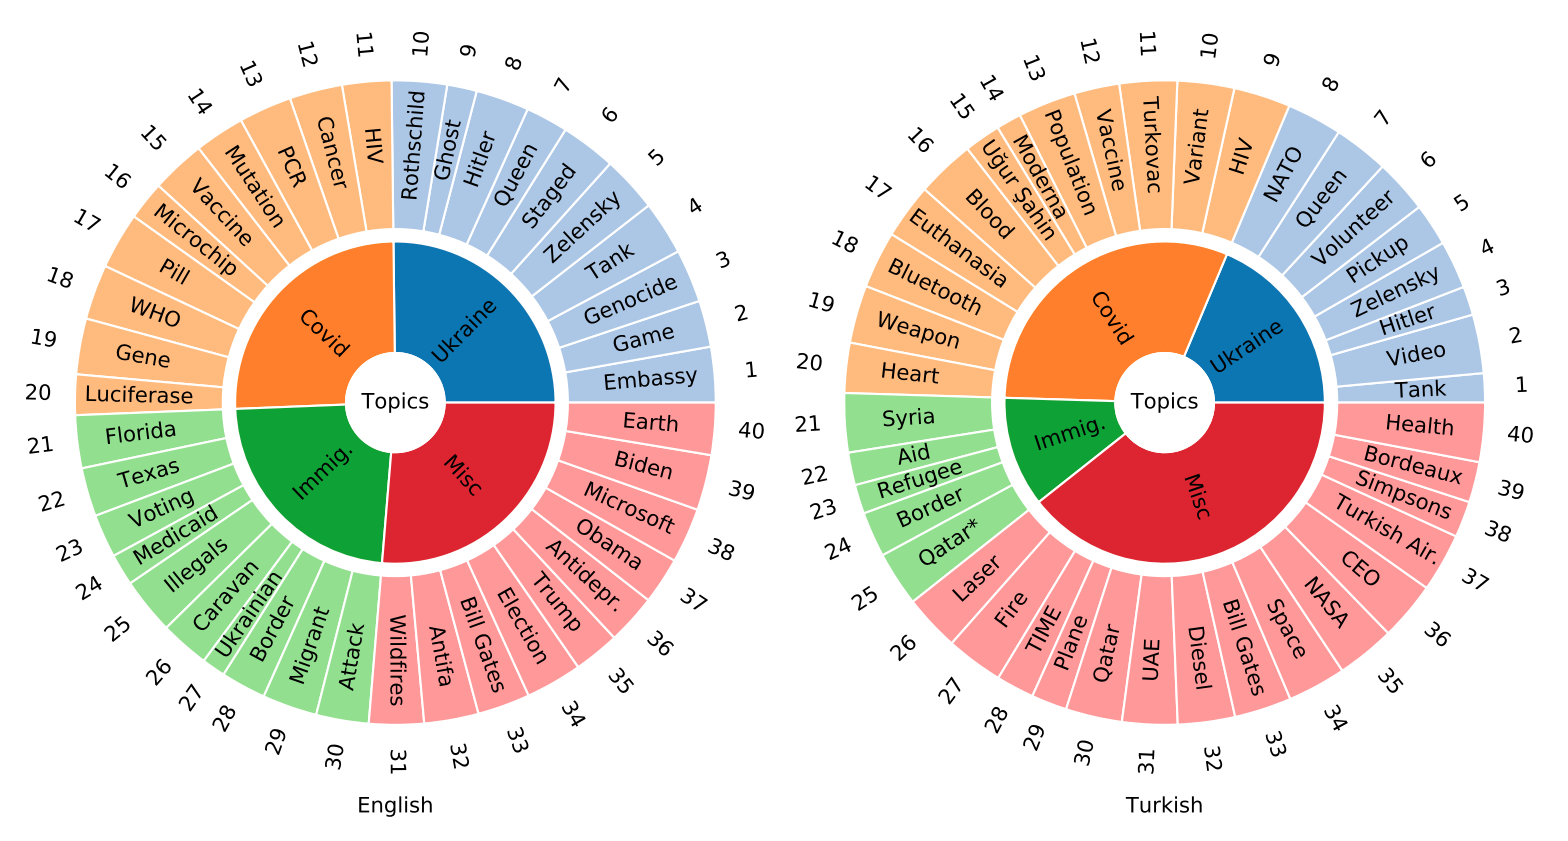 Topics
Ukraine
Covid
Immig.
Misc
Embassy
1
Game
2
Genocide
3
Tank
4
Zelensky
5
Staged
6
Queen
7
Hitler
8
Ghost
9
Rothschild
10
HIV
11
Cancer
12
PCR
13
Mutation
14
Vaccine
15
Microchip
16
Pill
17
WHO
18
Gene
19
Luciferase
20
Florida
21
Texas
22
Voting
23
Medicaid
24
Illegals
25
Caravan
26
Ukrainian
27
Border
28
Migrant
29
Attack
30
Wildfires
31
Antifa
32
Bill Gates
33
Election
34
Trump
35
Antidepr.
36
Obama
37
Microsoft
38
Biden
39
Earth
40
English
Topics
Ukraine
Covid
Immig.
Misc
Tank
1
Video
2
Hitler
3
Zelensky
4
Pickup
5
Volunteer
6
Queen
7
NATO
8
HIV
9
Variant
10
Turkovac
11
Vaccine
12
Population
13
Moderna
14
Uğur Şahin
15
Blood
16
Euthanasia
17
Bluetooth
18
Weapon
19
Heart
20
Syria
21
Aid
22
Refugee
23
Border
24
Qatar*
25
Laser
26
Fire
27
TIME
28
Plane
29
Qatar
30
UAE
31
Diesel
32
Bill Gates
33
Space
34
NASA
35
CEO
36
Turkish Air.
37
Simpsons
38
Bordeaux
39
Health
40
Turkish